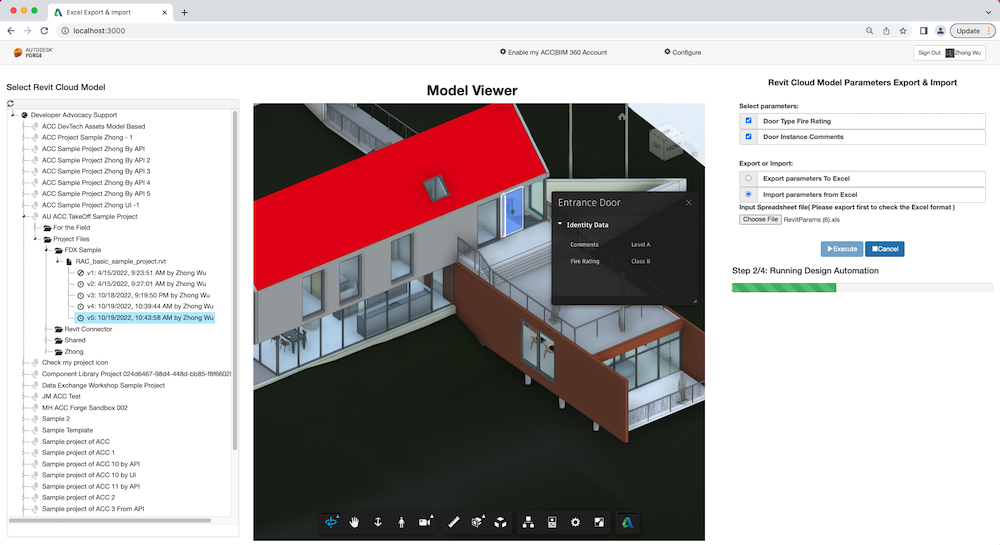 Excel Export & Import
localhost:3000
Update
AUTODESK
FORGE
Enable my ACC|BIM 360 Account
Configure
Sign Out Zhong Wu
Select Revit Cloud Model
Developer Advocacy Support
ACC DevTech Assets Model Based
ACC Project Sample Zhong - 1
ACC Sample Project Zhong By API
ACC Sample Project Zhong By API 2
ACC Sample Project Zhong By API 3
ACC Sample Project Zhong By API 4
ACC Sample Project Zhong By API 5
ACC Sample Project Zhong UI -1
AU ACC TakeOff Sample Project
For the Field
Project Files
FDX Sample
RAC_basic_sample_project.rvt
v1: 4/15/2022, 9:23:51 AM by Zhong Wu
v2: 4/15/2022, 9:27:01 AM by Zhong Wu
v3: 10/18/2022, 9:19:50 PM by Zhong Wu
v4: 10/19/2022, 10:39:44 AM by Zhong Wu
v5: 10/19/2022, 10:43:58 AM by Zhong Wu
Revit Connector
Shared
Zhong
Check my project icon
Component Library Project 024d6467-98d4-448d-bb85-f8f6602
Data Exchange Workshop Sample Project
JM ACC Test
MH ACC Forge Sandbox 002
Sample 2
Sample Template
Sample project of ACC
Sample project of ACC 1
Sample project of ACC 10 by API
Sample project of ACC 10 by UI
Sample project of ACC 11 by API
Sample project of ACC 2
Sample project of ACC 3 From API
Model Viewer
Entrance Door
Identity Data
Comments Level A
Fire Rating Class B
Revit Cloud Model Parameters Export & Import
Select parameters:
Door Type Fire Rating
Door Instance Comments
Export or Import:
Export parameters To Excel
Import parameters from Excel
Input Spreadsheet file( Please export first to check the Excel format )
Choose File RevitParams (6).xls
Execute Cancel
Step 2/4: Running Design Automation